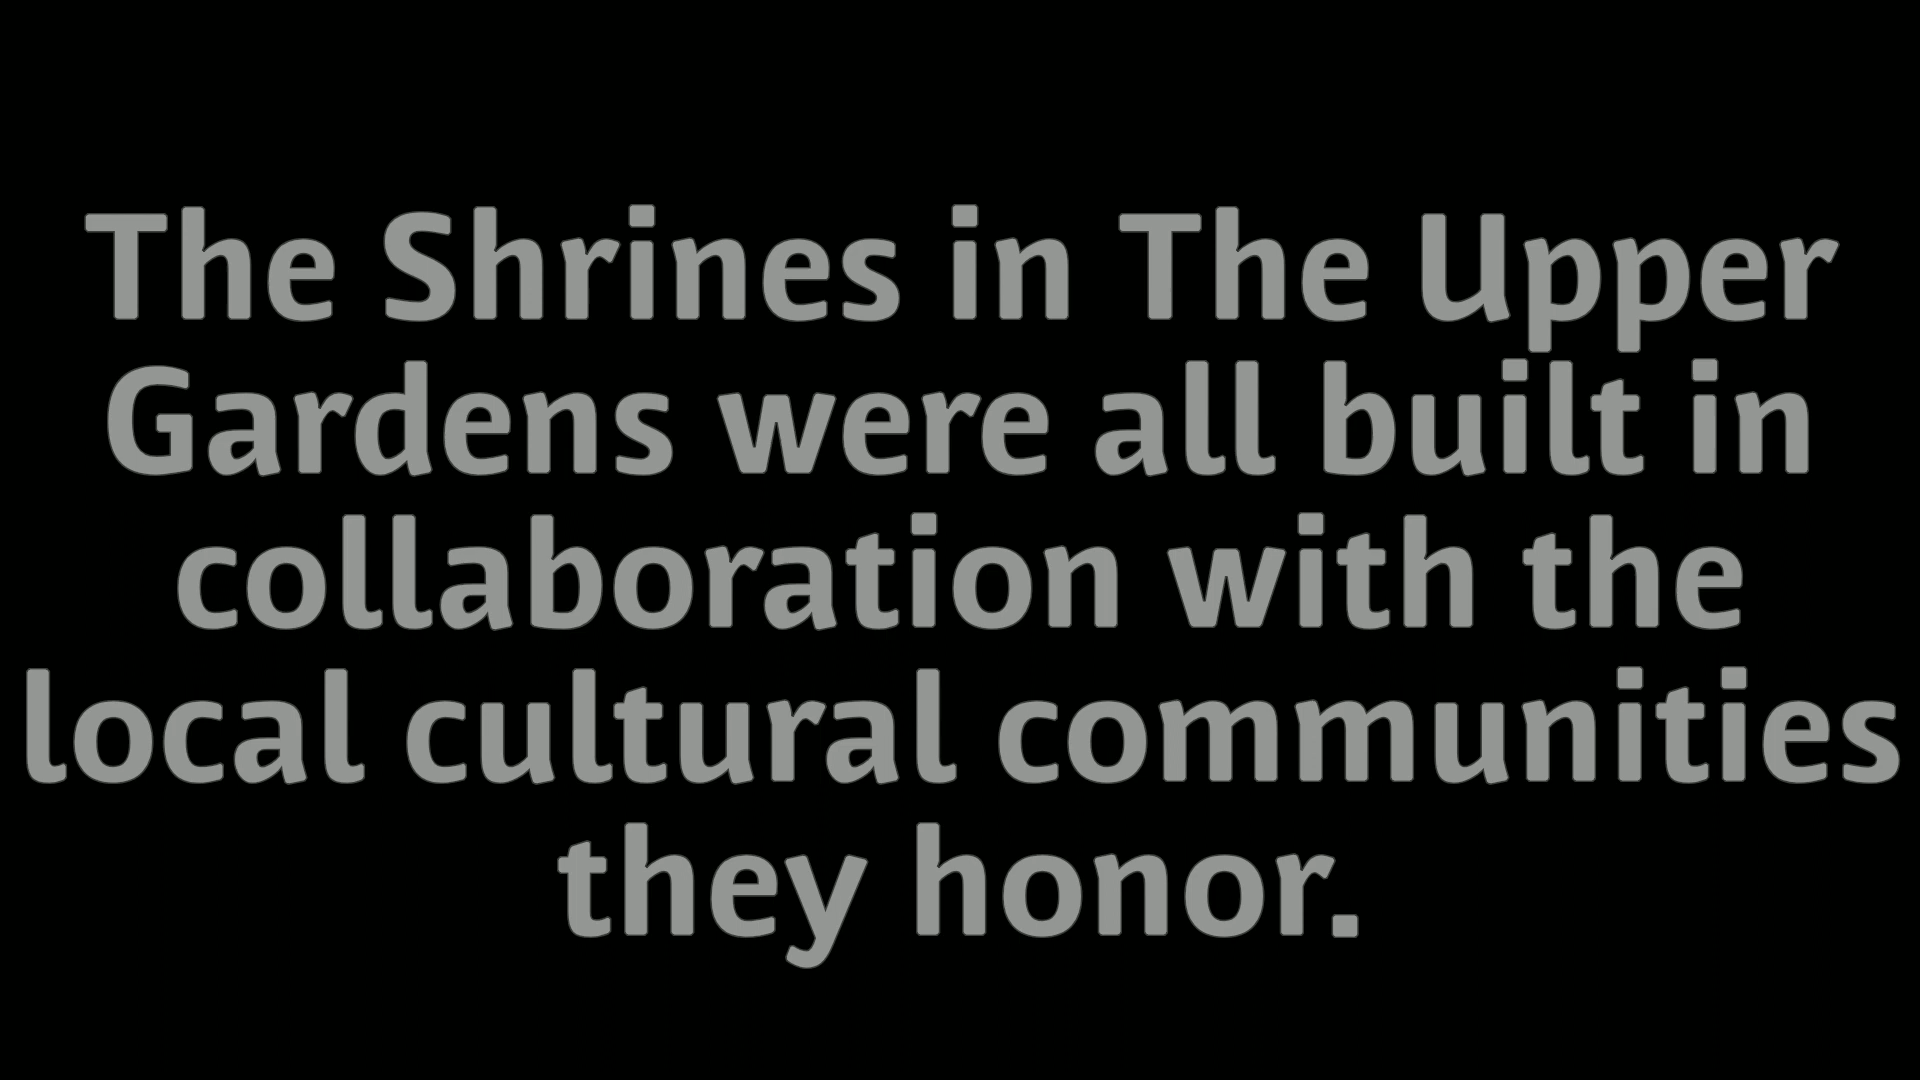 The Shrines in The Upper
Gardens were all built in
collaboration with the
local cultural communities
they honor.